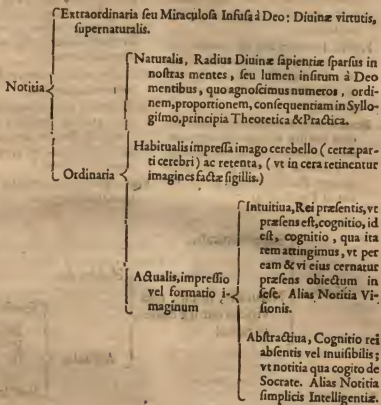 Extraordinaria ſeu Miraculoſa Infuſa à Deo: Diuinæ virtutis,
ſupernaturalis.
Notitia
Naturalis, Radius Diuinæ ſapientiæ ſparſus in
noſtras mentes, ſeu lumen inſitum à Deo
mentibus, quo agnoſcimus numeros, ordi-
nem, proportionem, conſequentiam in Syllo-
giſmo, principia Theoretica & Practica.
Ordinaria
Habitualis impreſſa imago cerebello (certæ par-
ti cerebri) ac retenta, (vt in cera retinentur
imagines factæ ſigillis.)
Actualis, impreſſio
vel formatio i-
maginum
Intuitiua, Rei præſentis, vt
præſens eſt, cognitio, id
eſt, cognitio, qua ita
rem attingimus, vt per
eam & vi eius cernatur
præſens obiectum in
ſeſe. Alias Notitia Vi-
ſionis.
Abſtractiua, Cognitio rei
abſentis vel inuiſibilis;
vt notitia qua cogito de
Socrate. Alias Notitia
ſimplicis Intelligentiæ.